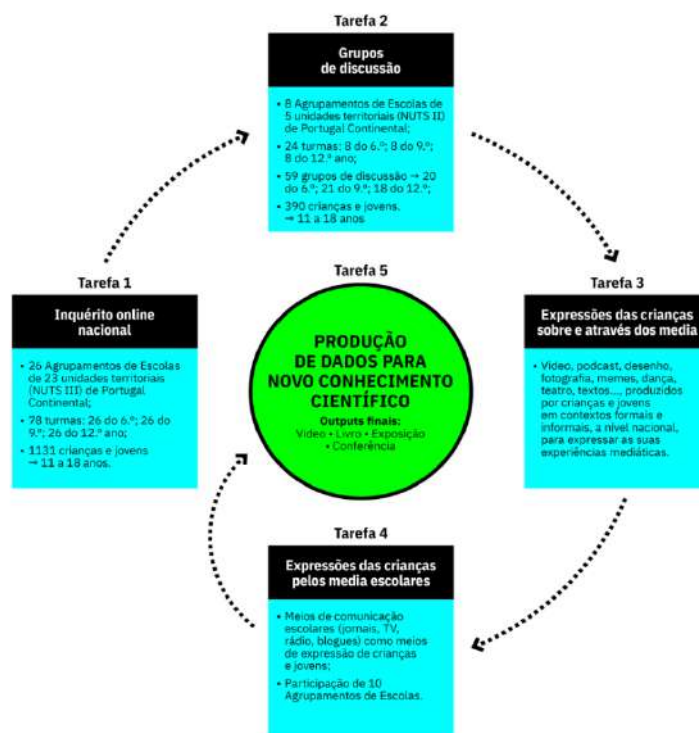 Tarefa 2
Grupos
de discussão
• 8 Agrupamentos de Escolas de
5 unidades territoriais (NUTS II)
de Portugal Continental;
• 24 turmas: 8 do 6.º; 8 do 9.º;
8 do 12.º ano;
• 59 grupos de discussão → 20
do 6.º; 21 do 9.º; 18 do 12.º;
• 390 crianças e jovens.
→ 11 a 18 anos
Tarefa 1
Inquérito online
nacional
• 26 Agrupamentos de Escolas
de 23 unidades territoriais
(NUTS III) de Portugal
Continental;
• 78 turmas: 26 do 6.º; 26 do
9.º; 26 do 12.º ano;
• 1131 crianças e jovens
→ 11 a 18 anos.
Tarefa 5
PRODUÇÃO
DE DADOS PARA
NOVO CONHECIMENTO
CIENTÍFICO
Outputs finais:
Vídeo • Livro • Exposição
• Conferência
Tarefa 3
Expressões das crianças
sobre e através dos media
• Vídeo, podcast, desenho,
fotografia, memes, dança,
teatro, textos..., produzidos
por crianças e jovens
em contextos formais e
informais, a nível nacional,
para expressar as suas
experiências mediáticas.
Tarefa 4
Expressões das crianças
pelos media escolares
• Meios de comunicação
escolares (jornais, TV,
rádio, blogues) como meios
de expressão de crianças
e jovens;
• Participação de 10
Agrupamentos de Escolas.